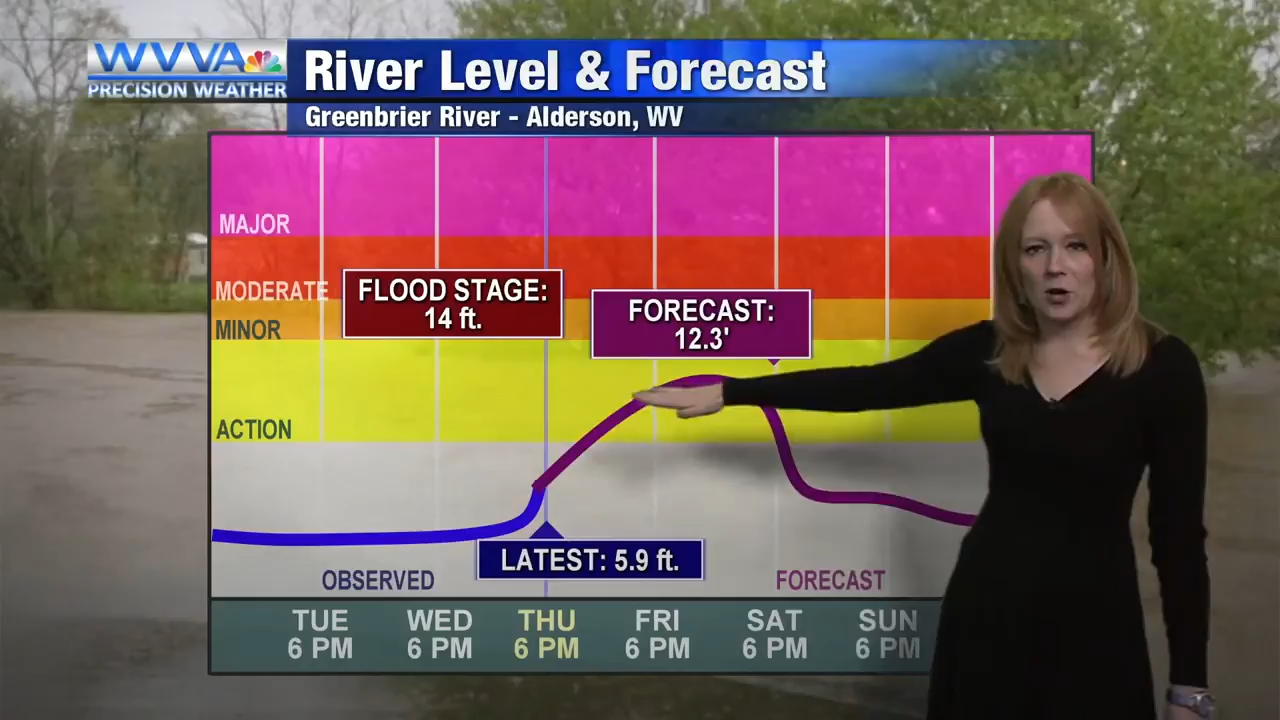 WVVA
PRECISION WEATHER
River Level & Forecast
Greenbrier River - Alderson, WV
MAJOR
MODERATE
MINOR
ACTION
FLOOD STAGE:
14 ft.
FORECAST:
12.3'
LATEST: 5.9 ft.
OBSERVED
FORECAST
TUE
6 PM
WED
6 PM
THU
6 PM
FRI
6 PM
SAT
6 PM
SUN
6 PM